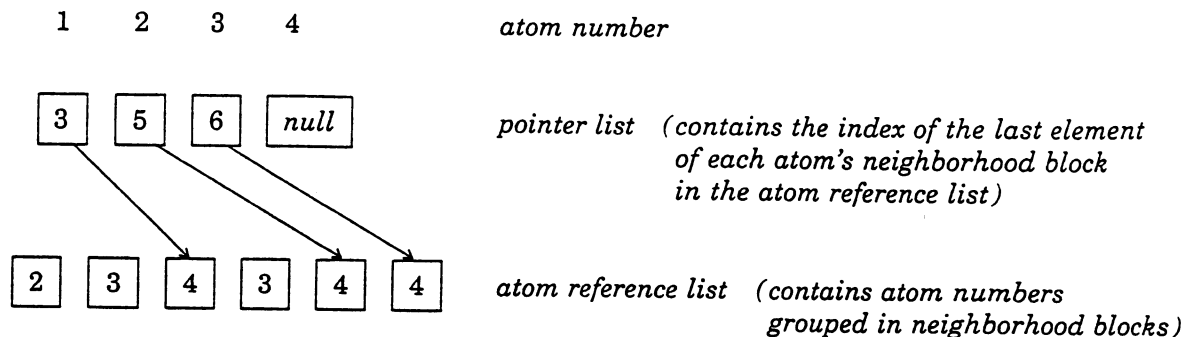 1 2 3 4 atom number
3 5 6 null pointer list (contains the index of the last element
of each atom's neighborhood block
in the atom reference list)
2 3 4 3 4 4 atom reference list (contains atom numbers
grouped in neighborhood blocks)